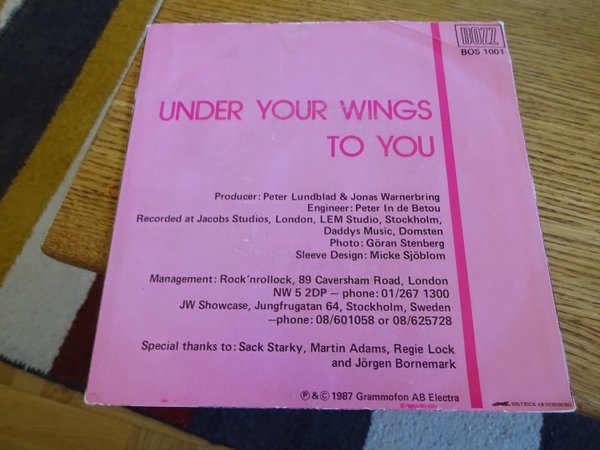 BOZZ
BOS 1001
UNDER YOUR WINGS
TO YOU
Producer: Peter Lundblad & Jonas Warnerbring
Engineer: Peter In de Betou
Recorded at Jacobs Studios, London, LEM Studio, Stockholm,
Daddys Music, Domsten
Photo: Göran Stenberg
Sleeve Design: Micke Sjöblom
Management: Rock'nrollock, 89 Caversham Road, London
NW 5 2DP – phone: 01/267 1300
JW Showcase, Jungfrugatan 64, Stockholm, Sweden
–phone: 08/601058 or 08/625728
Special thanks to: Sack Starky, Martin Adams, Regie Lock
and Jörgen Bornemark
℗ & © 1987 Grammofon AB Electra
AB NORSBORG